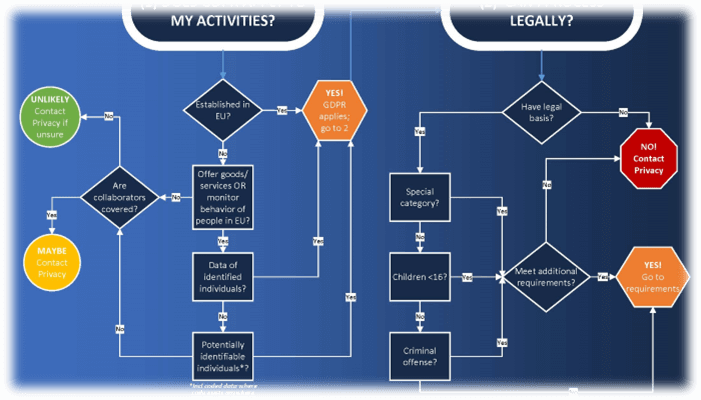 MY ACTIVITIES?
LEGALLY?
Established in
EU?
Yes
No
YES!
GDPR
applies;
go to 2
UNLIKELY
Contact
Privacy if
unsure
No
Offer goods/
services OR
monitor
behavior of
people in EU?
No
Yes
Are
collaborators
covered?
Yes
MAYBE
Contact
Privacy
Data of
identified
individuals?
Yes
No
Potentially
identifiable
individuals*?
Yes
No
*Incl coded data where
Have legal
basis?
No
Yes
NO!
Contact
Privacy
Special
category?
Yes
No
Children <16?
Yes
No
Criminal
offense?
Yes
No
Meet additional
requirements?
No
Yes
YES!
Go to
requirements